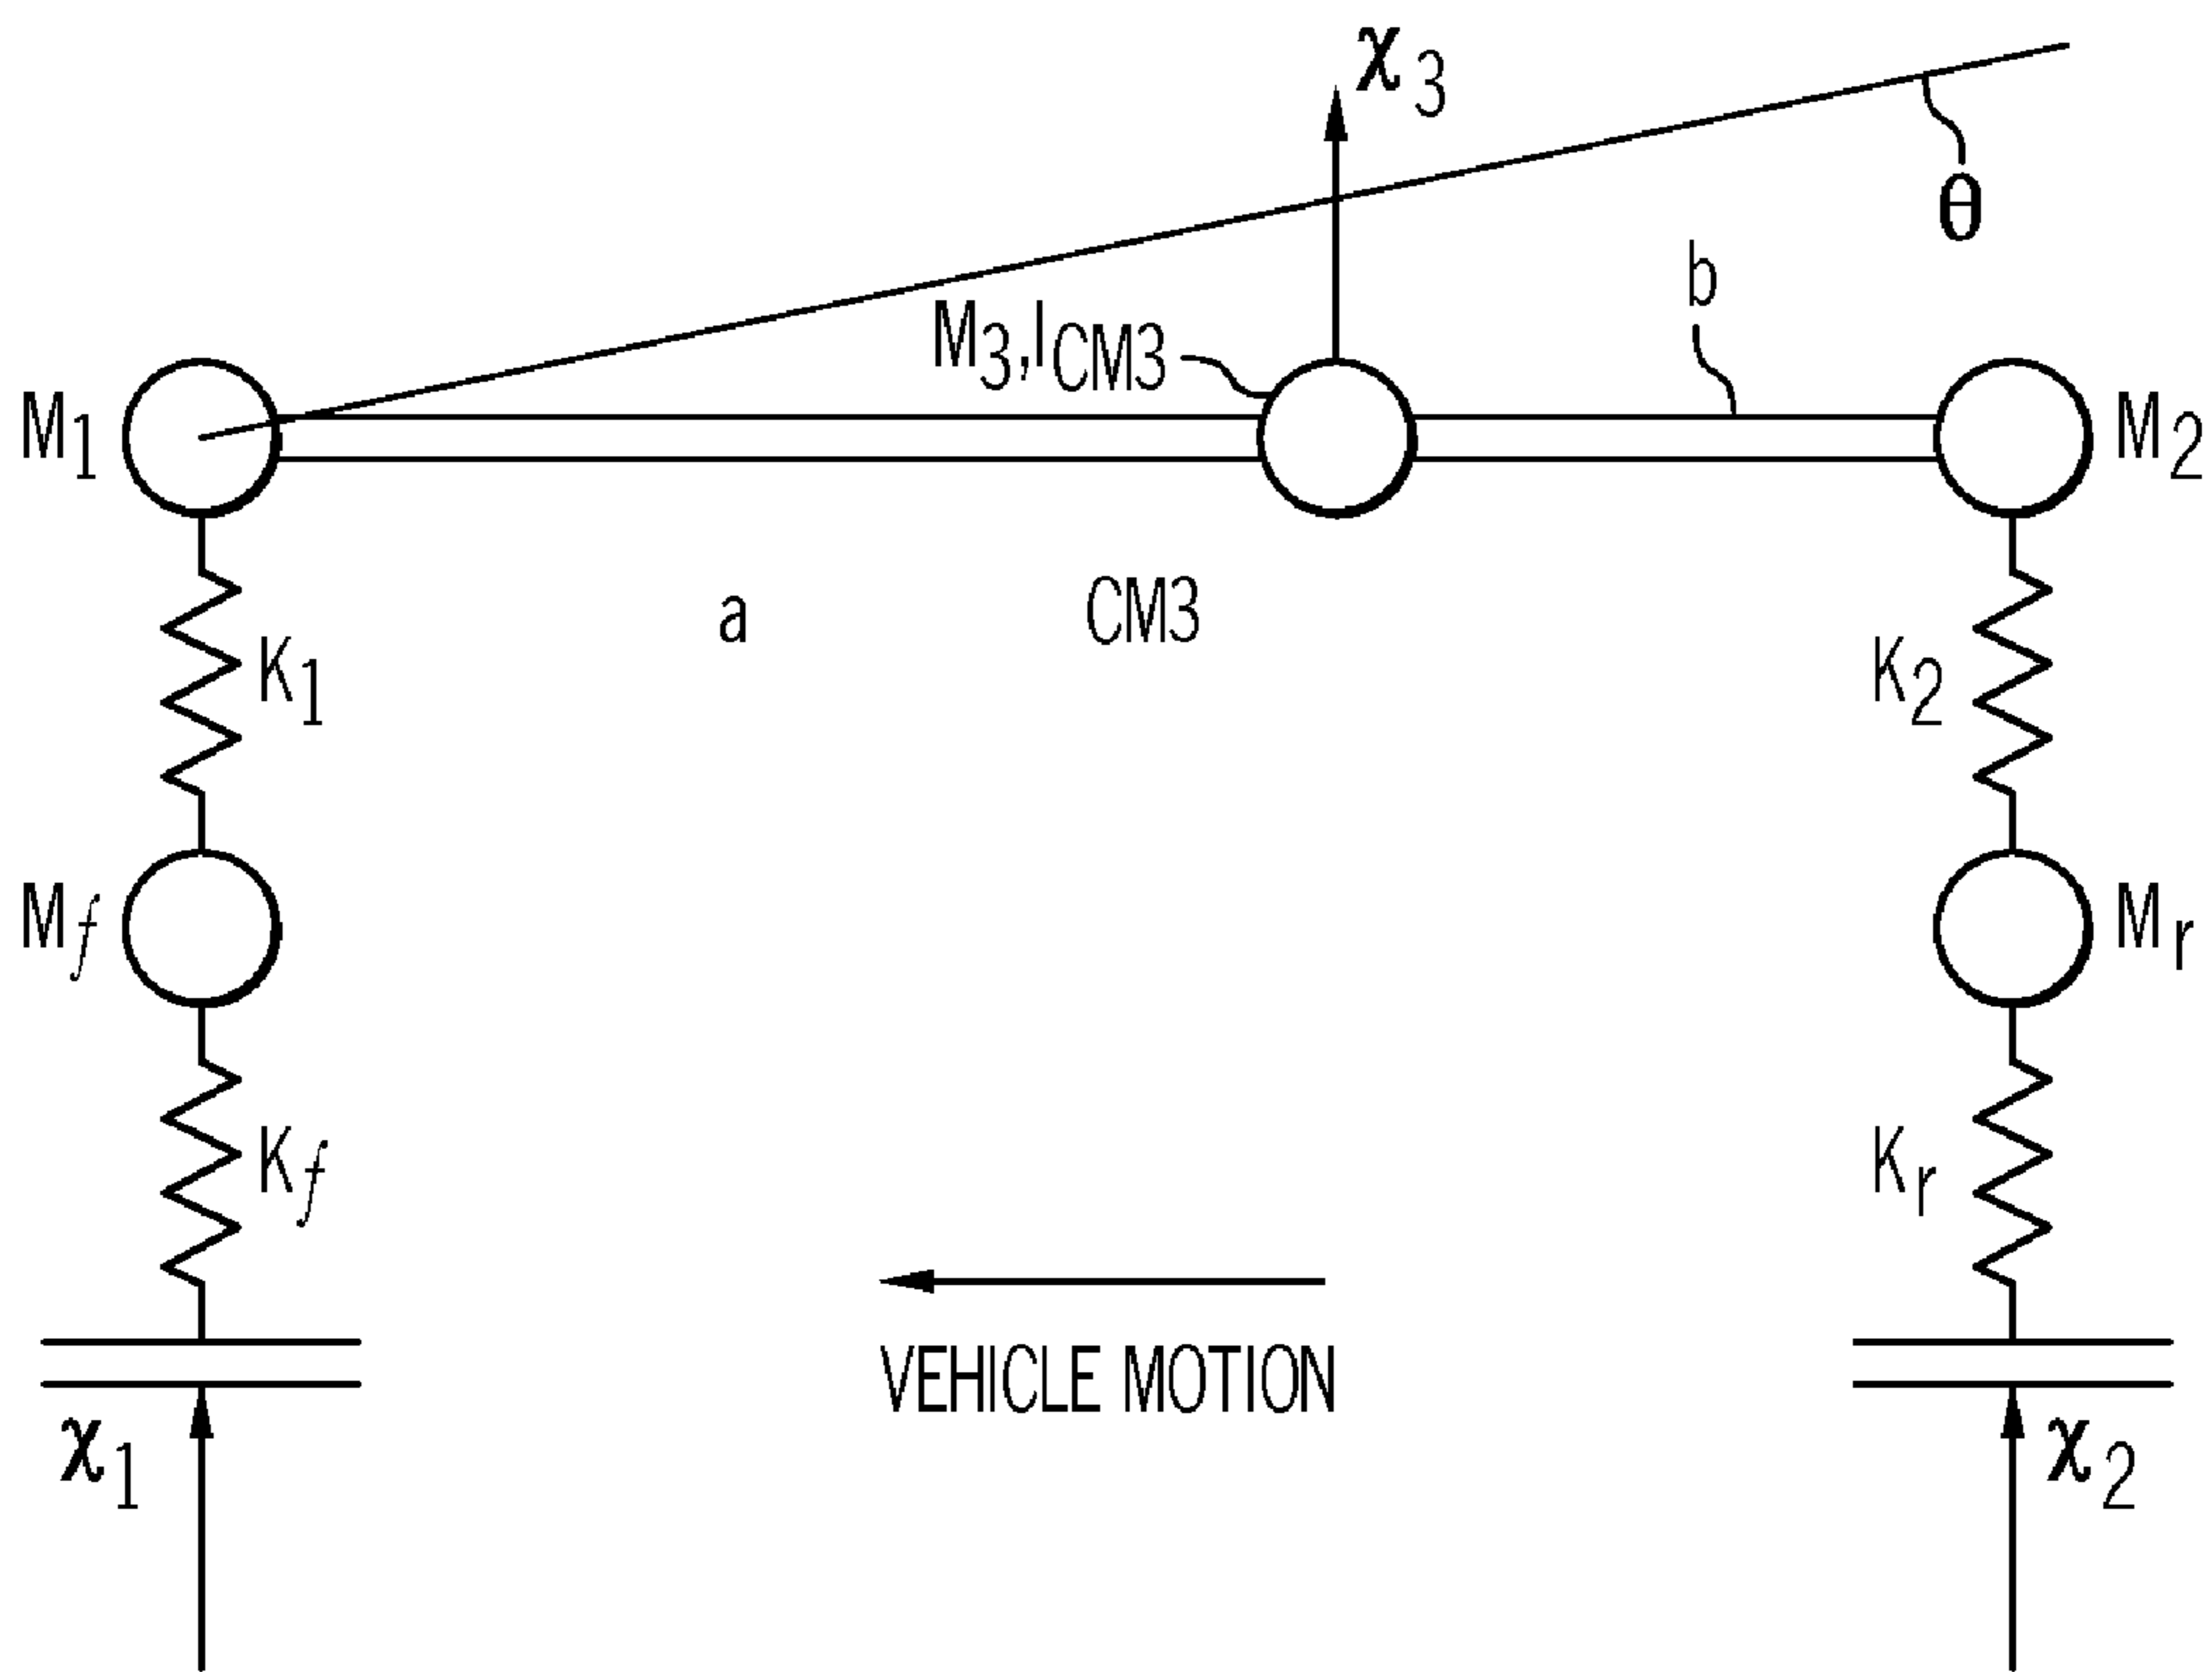 χ3
θ
b
M3,ICM3
M1
M2
a
CM3
K1
K2
Mf
Mr
Kf
Kr
VEHICLE MOTION
χ1
χ2